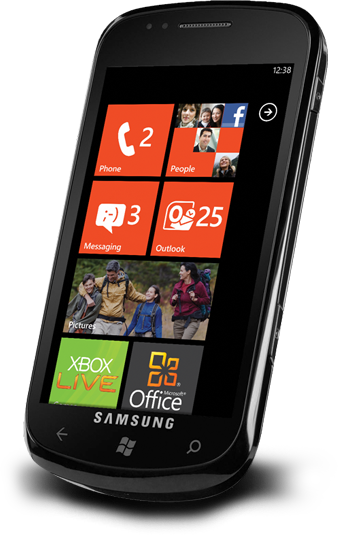 12:38
2
Phone
f
People
;-) 3
Messaging
O 25
Outlook
Pictures
XBOX
LIVE
Microsoft®
Office
SAMSUNG